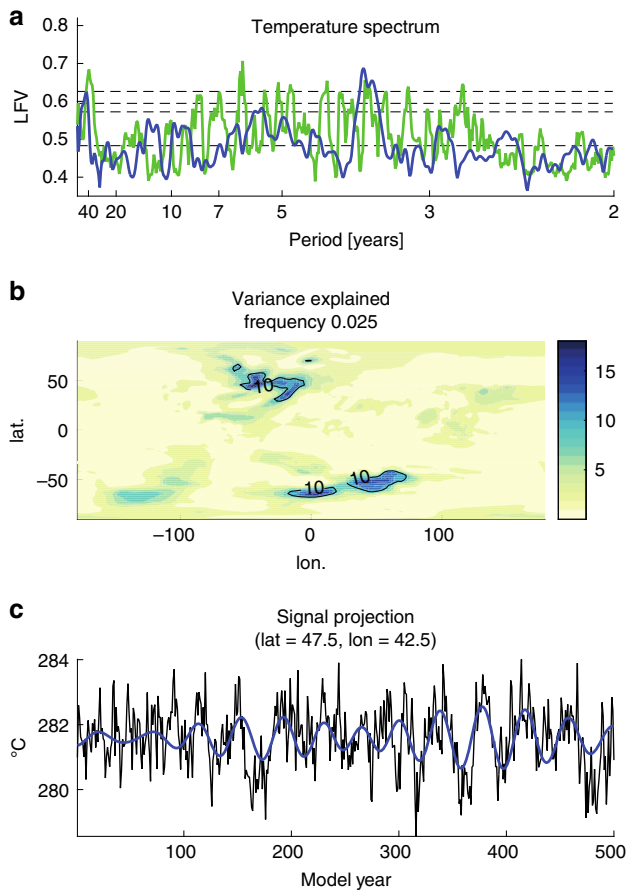 a
Temperature spectrum
LFV
0.8
0.7
0.6
0.5
0.4
40 20 10 7 5 3 2
Period [years]
b
Variance explained
frequency 0.025
lat.
50
0
−50
10
10
10
−100 0 100
lon.
15
10
5
c
Signal projection
(lat = 47.5, lon = 42.5)
°C
284
282
280
100 200 300 400 500
Model year